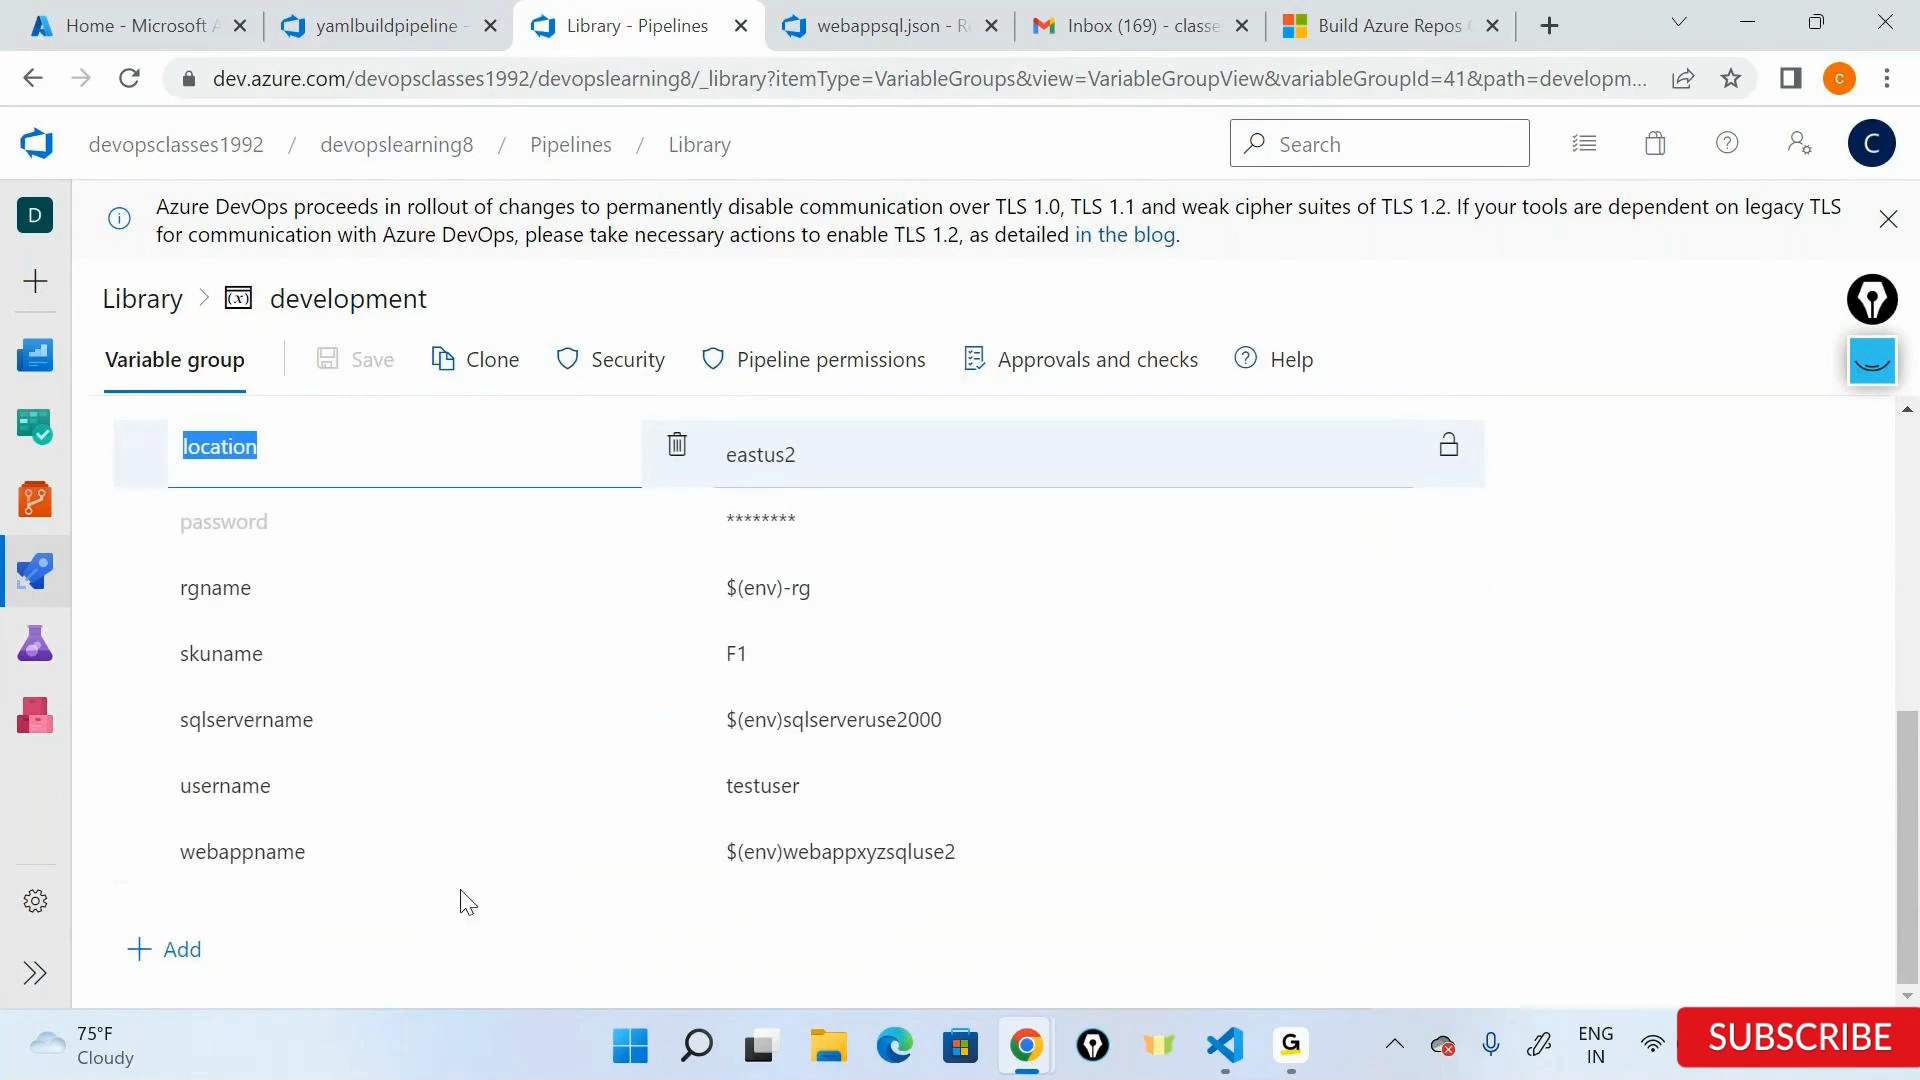 Home - Microsoft A
yamlbuildpipeline -
Library - Pipelines
webappsql.json - R
Inbox (169) - classe
Build Azure Repos
dev.azure.com/devopsclasses1992/devopslearning8/_library?itemType=VariableGroups&view=VariableGroupView&variableGroupId=41&path=developm...
C
devopsclasses1992 / devopslearning8 / Pipelines / Library
Search
C
D
Azure DevOps proceeds in rollout of changes to permanently disable communication over TLS 1.0, TLS 1.1 and weak cipher suites of TLS 1.2. If your tools are dependent on legacy TLS
for communication with Azure DevOps, please take necessary actions to enable TLS 1.2, as detailed in the blog.
Library > (x) development
Variable group Save Clone Security Pipeline permissions Approvals and checks Help
location eastus2
password ********
rgname $(env)-rg
skuname F1
sqlservername $(env)sqlserveruse2000
username testuser
webappname $(env)webappxyzsqluse2
+ Add
75°F
Cloudy
G
ENG
IN
SUBSCRIBE